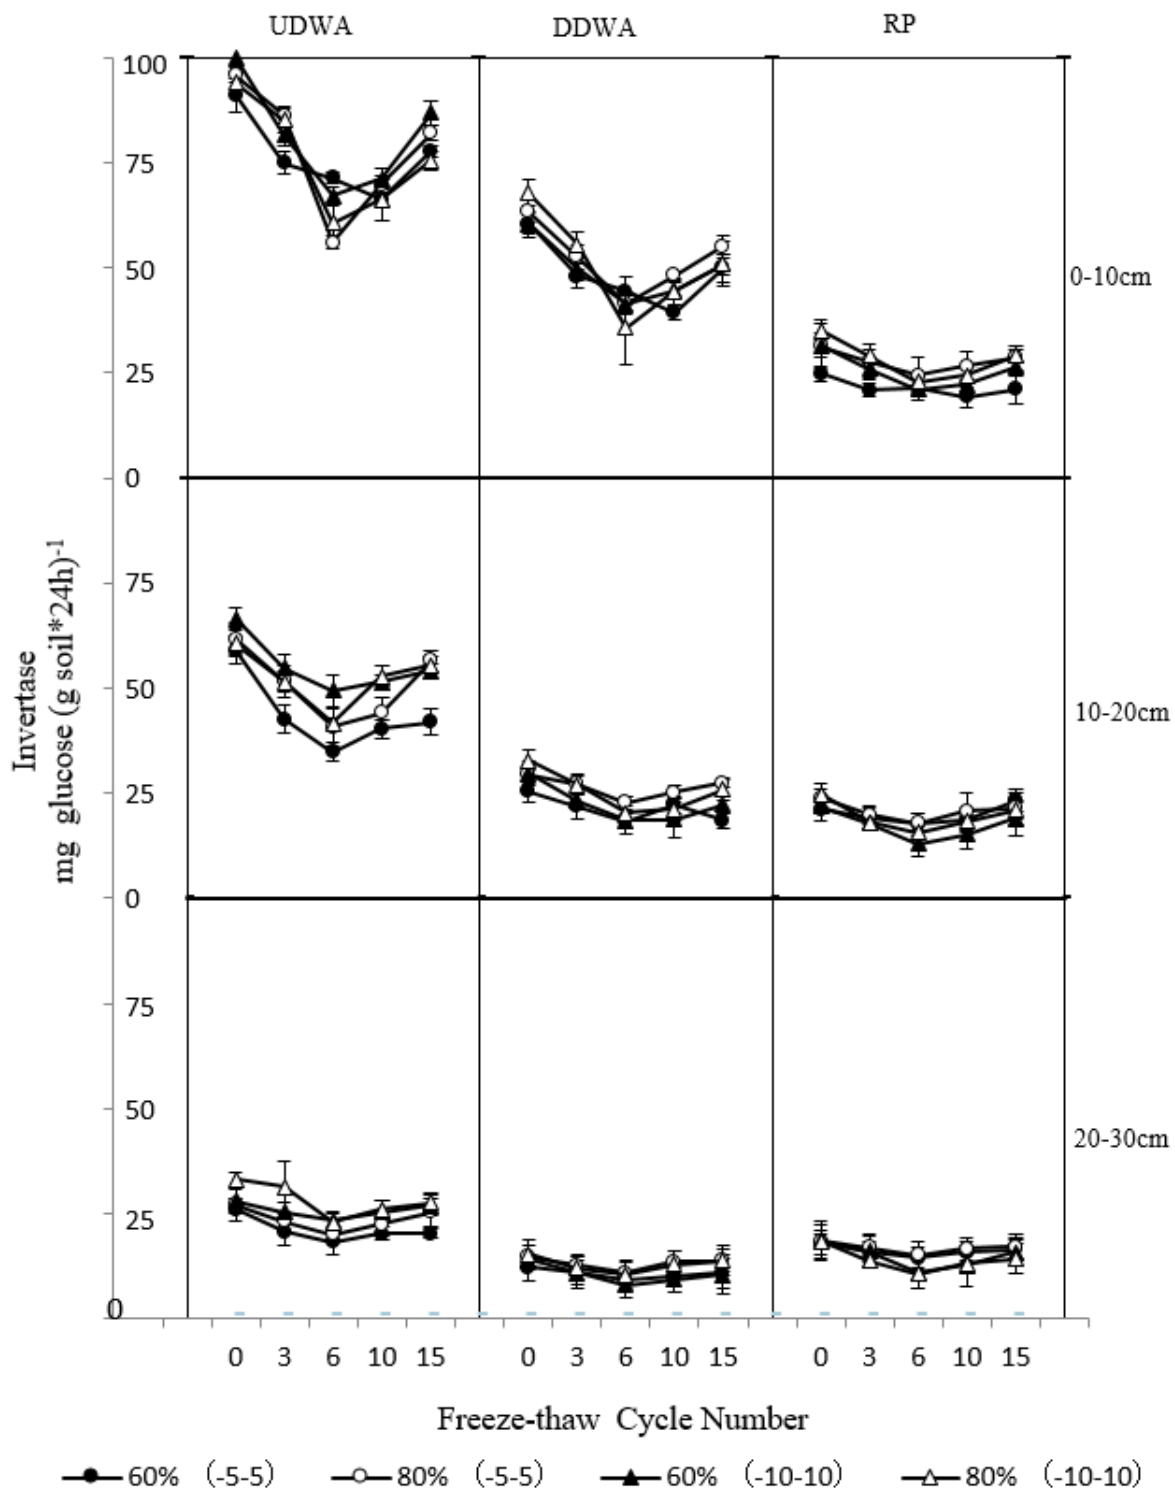 UDWA DDWA RP
100
75
50
25
0
0-10cm
75
50
25
0
10-20cm
75
50
25
0
20-30cm
Invertase
mg glucose (g soil*24h)-1
0 3 6 10 15 0 3 6 10 15 0 3 6 10 15
Freeze-thaw Cycle Number
60% （-5-5） 80% （-5-5） 60% （-10-10） 80% （-10-10）